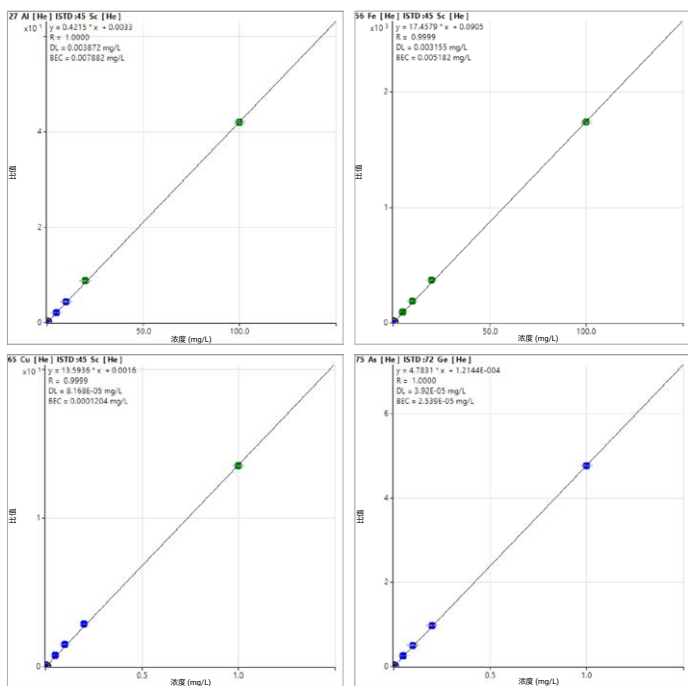 27 Al [He] ISTD:45 Sc [He]
x10 1
y = 0.4215 * x + 0.0033
R = 1.0000
DL = 0.003872 mg/L
BEC = 0.007882 mg/L
4
比值
2
0
50.0
100.0
浓度 (mg/L)
56 Fe [He] ISTD:45 Sc [He]
x10 3
y = 17.4579 * x + 0.0905
R = 0.9999
DL = 0.003155 mg/L
BEC = 0.005182 mg/L
2
比值
1
0
50.0
100.0
浓度 (mg/L)
65 Cu [He] ISTD:45 Sc [He]
x10 1
y = 13.5936 * x + 0.0016
R = 0.9999
DL = 8.168E-05 mg/L
BEC = 0.0001204 mg/L
1
比值
0
0.5
1.0
浓度 (mg/L)
75 As [He] ISTD:72 Ge [He]
y = 4.7831 * x + 1.2144E-004
R = 1.0000
DL = 3.92E-05 mg/L
BEC = 2.539E-05 mg/L
6
4
比值
2
0
0.5
1.0
浓度 (mg/L)